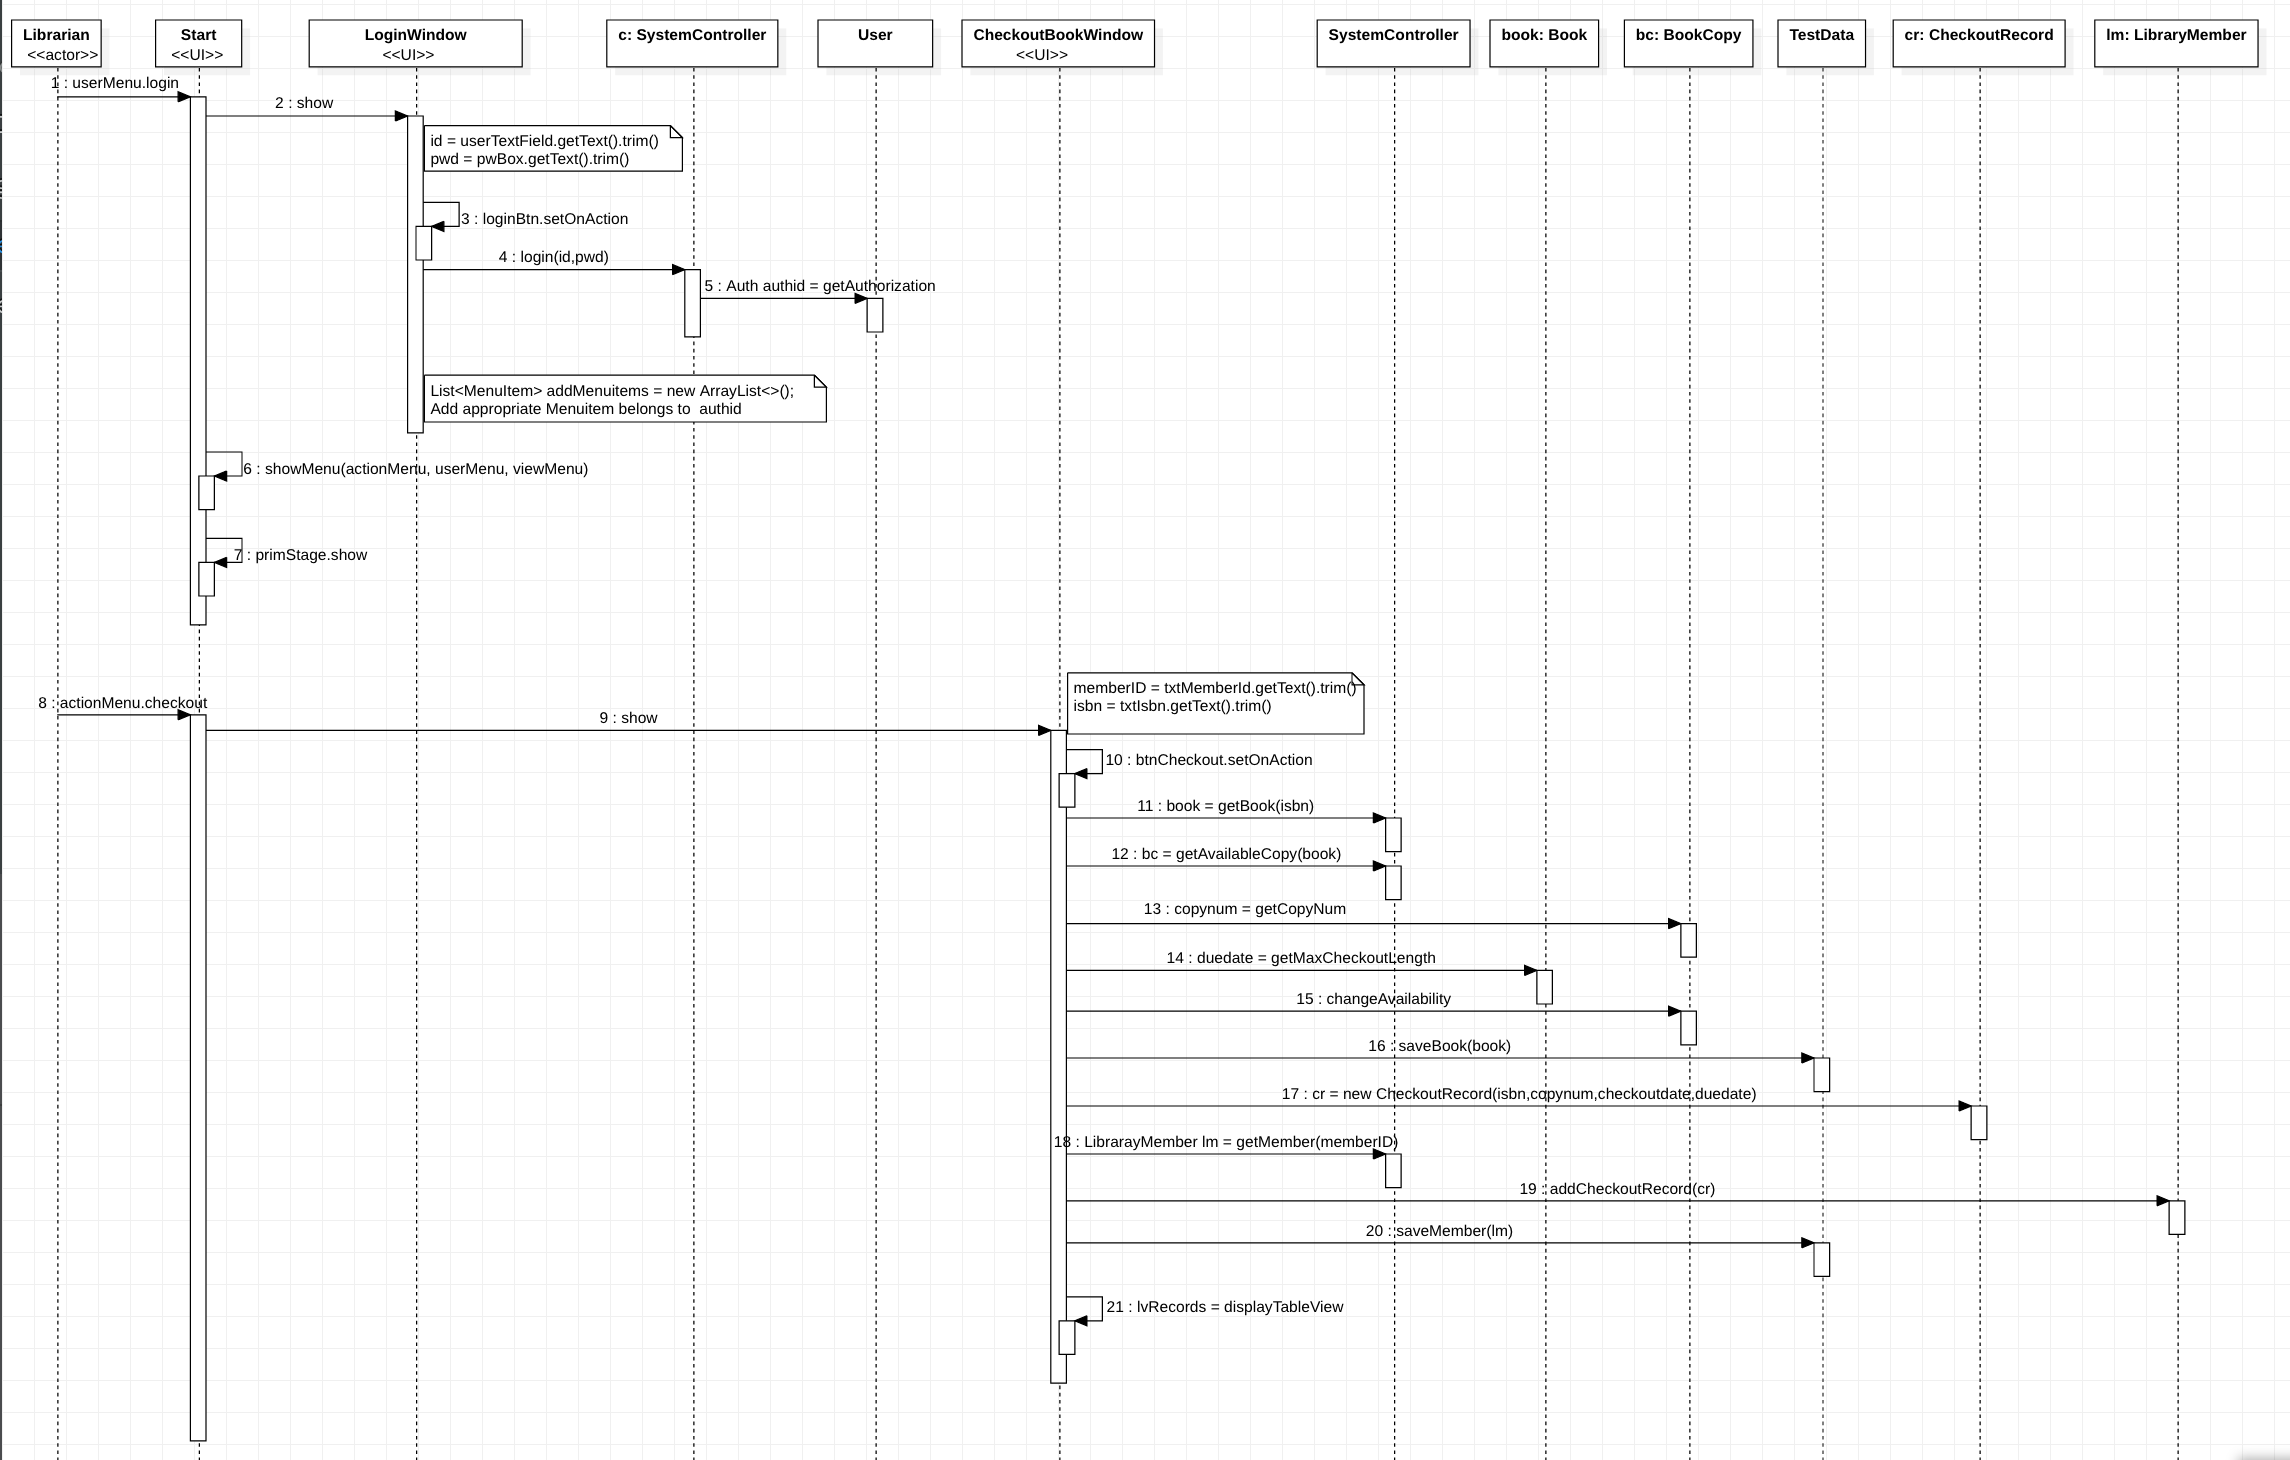 Librarian
<<actor>>
Start
<<UI>>
LoginWindow
<<UI>>
c: SystemController
User
CheckoutBookWindow
<<UI>>
SystemController
book: Book
bc: BookCopy
TestData
cr: CheckoutRecord
lm: LibraryMember
1 : userMenu.login
2 : show
id = userTextField.getText().trim()
pwd = pwBox.getText().trim()
3 : loginBtn.setOnAction
4 : login(id,pwd)
5 : Auth authid = getAuthorization
List<MenuItem> addMenuitems = new ArrayList<>();
Add appropriate Menuitem belongs to  authid
6 : showMenu(actionMenu, userMenu, viewMenu)
7 : primStage.show
memberID = txtMemberId.getText().trim()
isbn = txtIsbn.getText().trim()
8 : actionMenu.checkout
9 : show
10 : btnCheckout.setOnAction
11 : book = getBook(isbn)
12 : bc = getAvailableCopy(book)
13 : copynum = getCopyNum
14 : duedate = getMaxCheckoutLength
15 : changeAvailability
16 : saveBook(book)
17 : cr = new CheckoutRecord(isbn,copynum,checkoutdate,duedate)
18 : LibrarayMember lm = getMember(memberID)
19 : addCheckoutRecord(cr)
20 : saveMember(lm)
21 : lvRecords = displayTableView